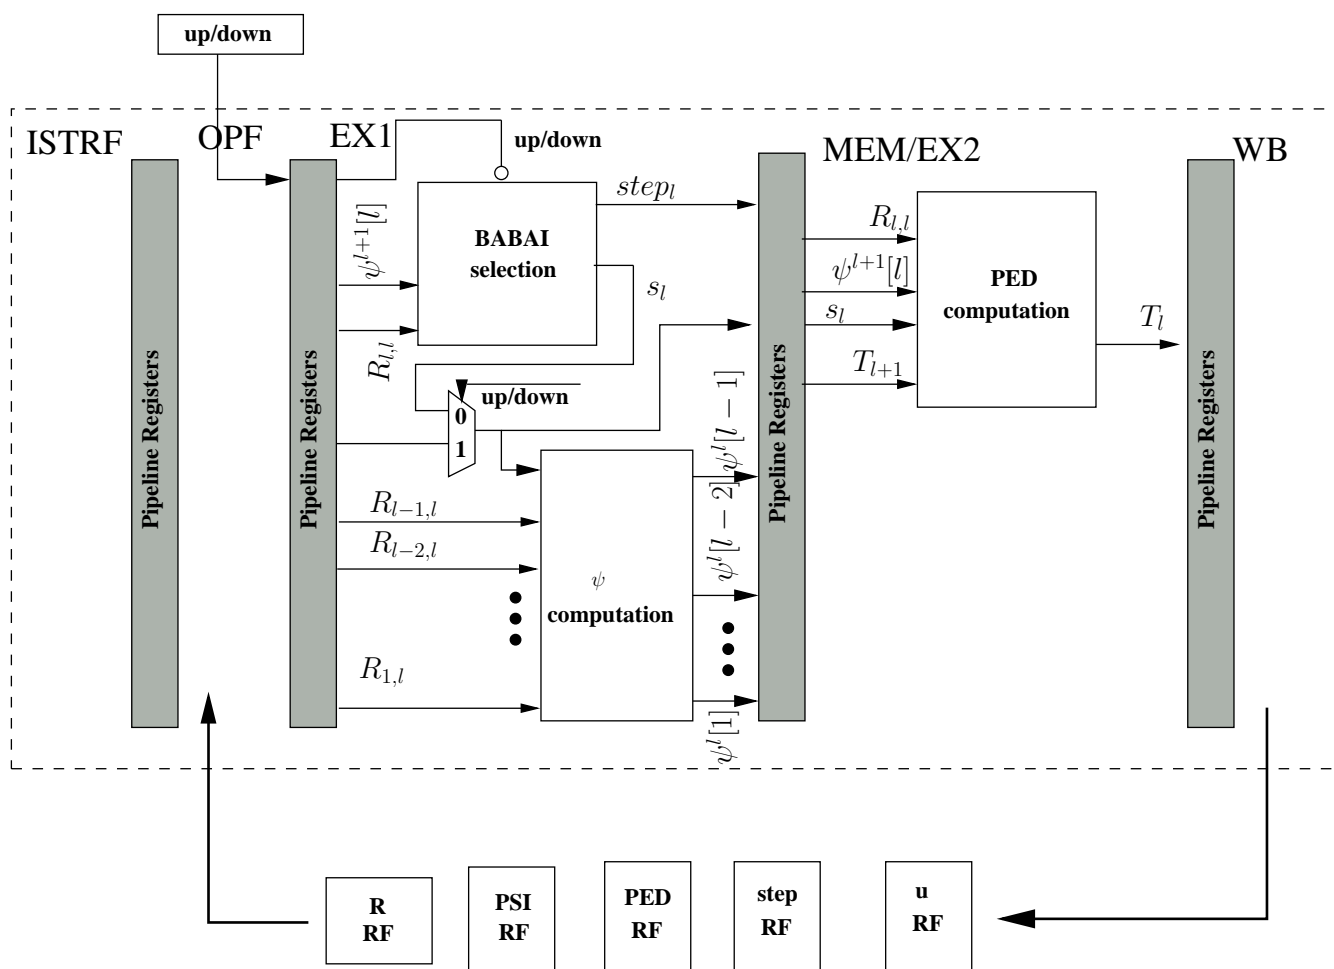 up/down
ISTRF
OPF
EX1
up/down
MEM/EX2
WB
Pipeline Registers
Pipeline Registers
ψ^{l+1}[l]
R_{l,l}
BABAI
selection
step_l
s_l
up/down
0
1
R_{l−1,l}
R_{l−2,l}
R_{1,l}
ψ
computation
ψ^l[l − 1]
ψ^l[l − 2]
ψ^l[1]
Pipeline Registers
R_{l,l}
ψ^{l+1}[l]
s_l
T_{l+1}
PED
computation
T_l
Pipeline Registers
R
RF
PSI
RF
PED
RF
step
RF
u
RF